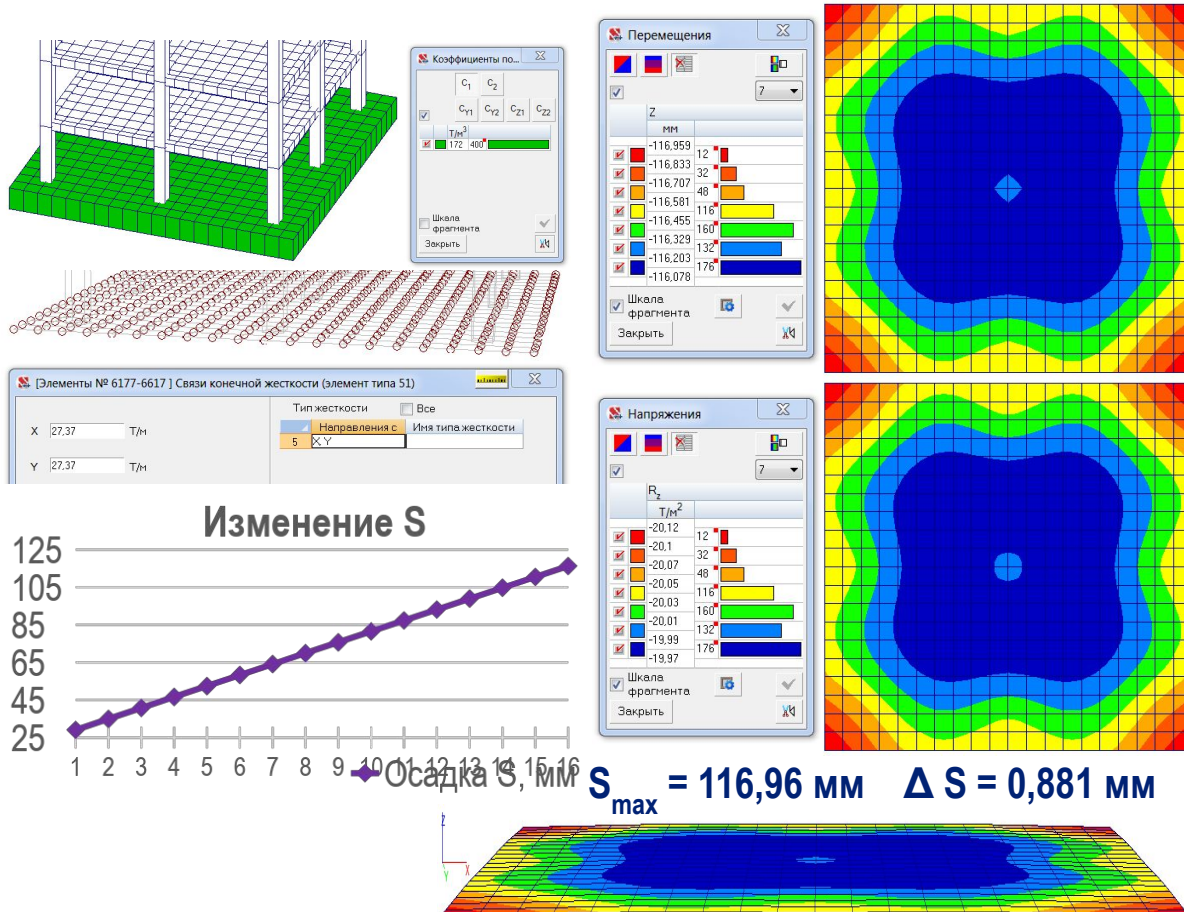 Коэффициенты по...
C1 C2
CY1 CY2 CZ1 CZ2
Т/м3
172 400
Шкала
фрагмента
Закрыть
[Элементы № 6177-6617 ] Связи конечной жесткости (элемент типа 51)
Тип жесткости Все
Направления с Имя типа жесткости
5 X,Y
X 27,37 Т/м
Y 27,37 Т/м
Изменение S
125
105
85
65
45
25
1 2 3 4 5 6 7 8 9 10 11 12 13 14 15 16
Осадка S, мм
Перемещения
7
Z
мм
-116,959
12
-116,833
32
-116,707
48
-116,581
116
-116,455
160
-116,329
132
-116,203
176
-116,078
Шкала
фрагмента
Закрыть
Напряжения
7
Rz
Т/м2
-20,12
12
-20,1
32
-20,07
48
-20,05
116
-20,03
160
-20,01
132
-19,99
176
-19,97
Шкала
фрагмента
Закрыть
Smax = 116,96 мм Δ S = 0,881 мм
Z
X
Y